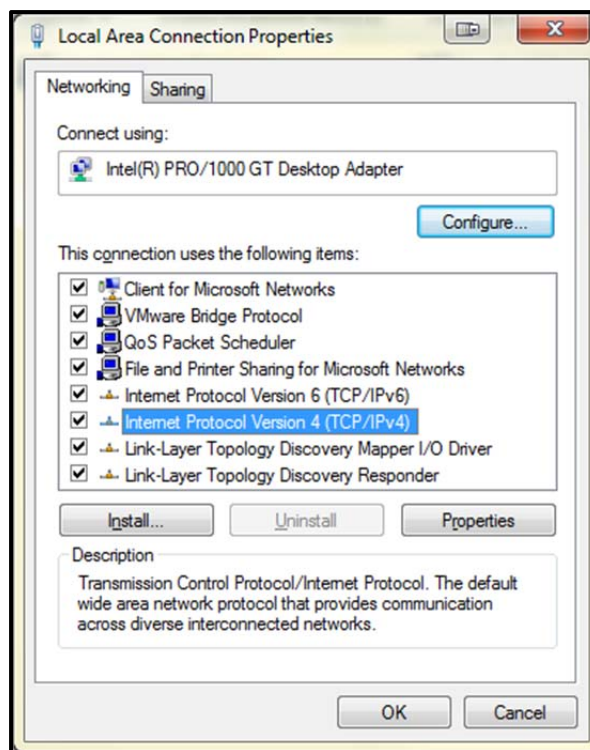 Local Area Connection Properties
Networking
Sharing
Connect using:
Intel(R) PRO/1000 GT Desktop Adapter
Configure...
This connection uses the following items:
Client for Microsoft Networks
VMware Bridge Protocol
QoS Packet Scheduler
File and Printer Sharing for Microsoft Networks
Internet Protocol Version 6 (TCP/IPv6)
Internet Protocol Version 4 (TCP/IPv4)
Link-Layer Topology Discovery Mapper I/O Driver
Link-Layer Topology Discovery Responder
Install...
Uninstall
Properties
Description
Transmission Control Protocol/Internet Protocol. The default
wide area network protocol that provides communication
across diverse interconnected networks.
OK
Cancel